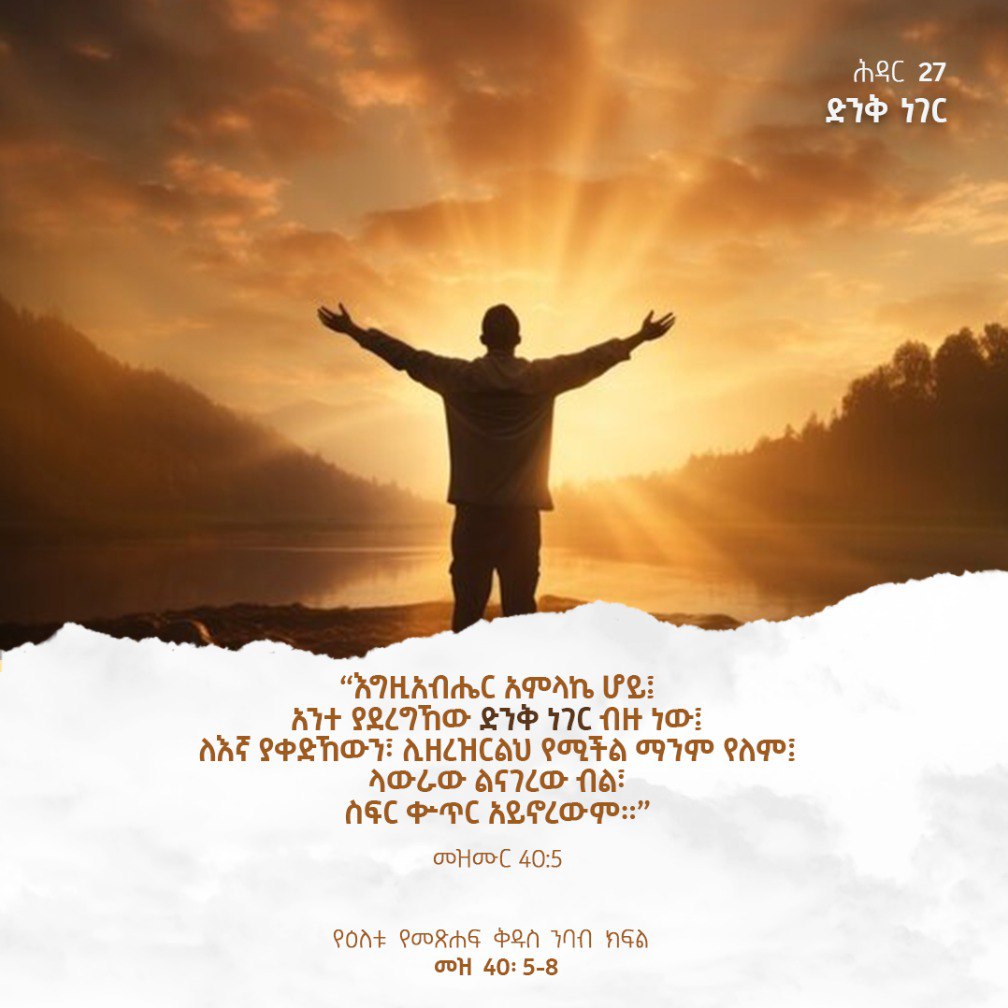 ሕዳር 27
ድንቅ ነገር
“እግዚአብሔር አምላኬ ሆይ፤
አንተ ያደረግኸው ድንቅ ነገር ብዙ ነው፤
ለእኛ ያቀድኸውን፣ ሊዘረዝርልህ የሚችል ማንም የለም፤
ላውራው ልናገረው ብል፣
ስፍር ቍጥር አይኖረውም።”
መዝሙር 40:5
የዕለቱ የመጽሐፍ ቅዱስ ንባብ ክፍል
መዝ 40፡ 5-8